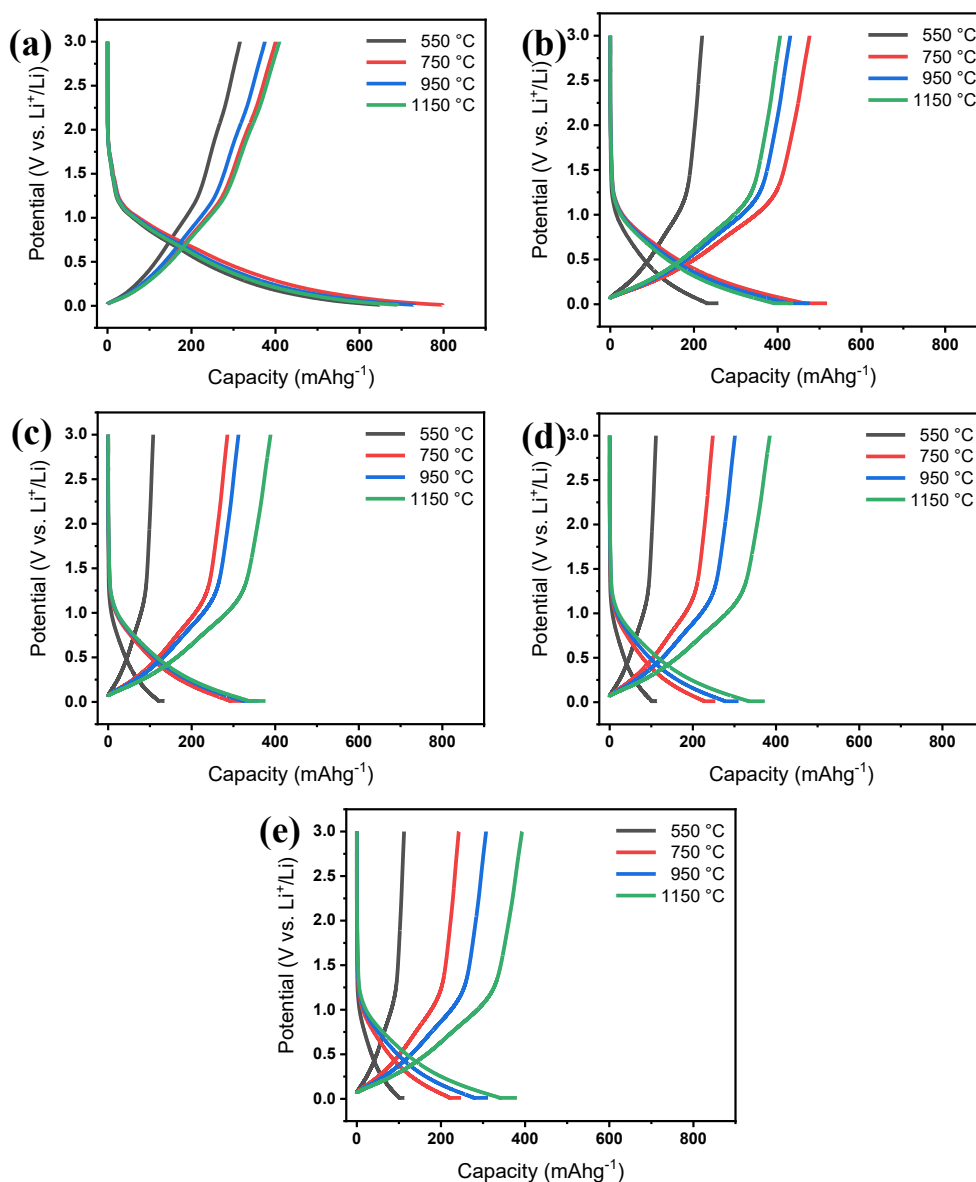 (a)
550 °C
750 °C
950 °C
1150 °C
3.0
2.5
2.0
1.5
1.0
0.5
0.0
Potential (V vs. Li⁺/Li)
0 200 400 600 800
Capacity (mAhg⁻¹)
(b)
550 °C
750 °C
950 °C
1150 °C
3.0
2.5
2.0
1.5
1.0
0.5
0.0
Potential (V vs. Li⁺/Li)
0 200 400 600 800
Capacity (mAhg⁻¹)
(c)
550 °C
750 °C
950 °C
1150 °C
3.0
2.5
2.0
1.5
1.0
0.5
0.0
Potential (V vs. Li⁺/Li)
0 200 400 600 800
Capacity (mAhg⁻¹)
(d)
550 °C
750 °C
950 °C
1150 °C
3.0
2.5
2.0
1.5
1.0
0.5
0.0
Potential (V vs. Li⁺/Li)
0 200 400 600 800
Capacity (mAhg⁻¹)
(e)
550 °C
750 °C
950 °C
1150 °C
3.0
2.5
2.0
1.5
1.0
0.5
0.0
Potential (V vs. Li⁺/Li)
0 200 400 600 800
Capacity (mAhg⁻¹)